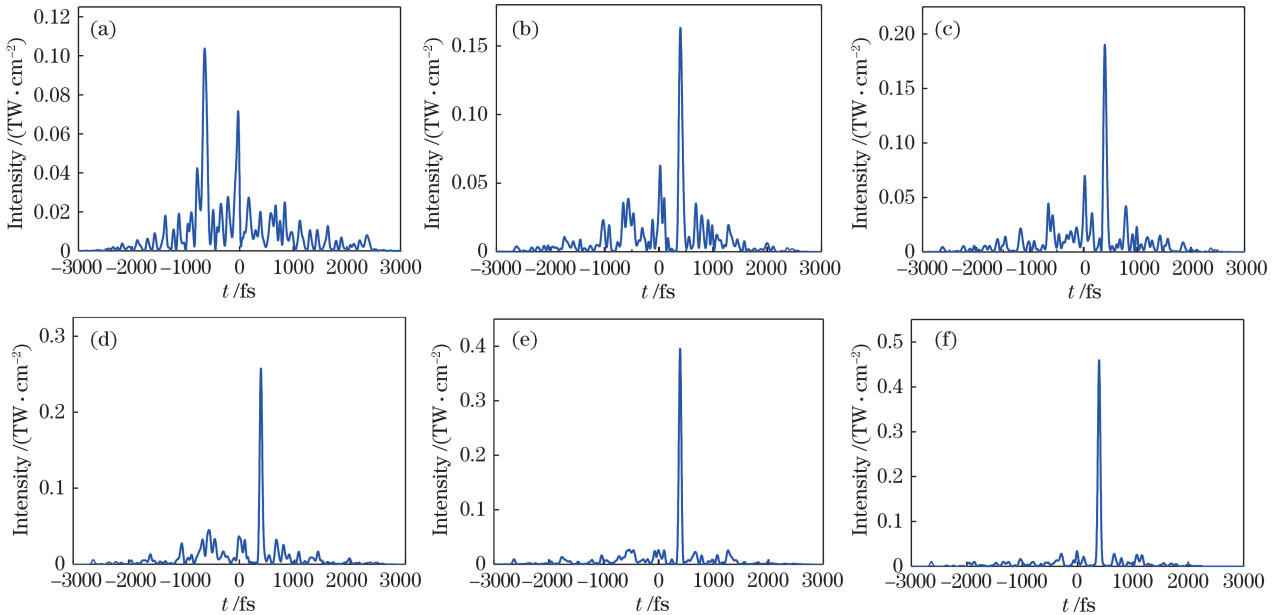 (a)
Intensity /(TW · cm⁻²)
0.12
0.10
0.08
0.06
0.04
0.02
0
−3000 −2000 −1000 0 1000 2000 3000
t /fs
(b)
Intensity /(TW · cm⁻²)
0.15
0.10
0.05
0
−3000 −2000 −1000 0 1000 2000 3000
t /fs
(c)
Intensity /(TW · cm⁻²)
0.20
0.15
0.10
0.05
0
−3000 −2000 −1000 0 1000 2000 3000
t /fs
(d)
Intensity /(TW · cm⁻²)
0.3
0.2
0.1
0
−3000 −2000 −1000 0 1000 2000 3000
t /fs
(e)
Intensity /(TW · cm⁻²)
0.4
0.3
0.2
0.1
0
−3000 −2000 −1000 0 1000 2000 3000
t /fs
(f)
Intensity /(TW · cm⁻²)
0.5
0.4
0.3
0.2
0.1
0
−3000 −2000 −1000 0 1000 2000 3000
t /fs